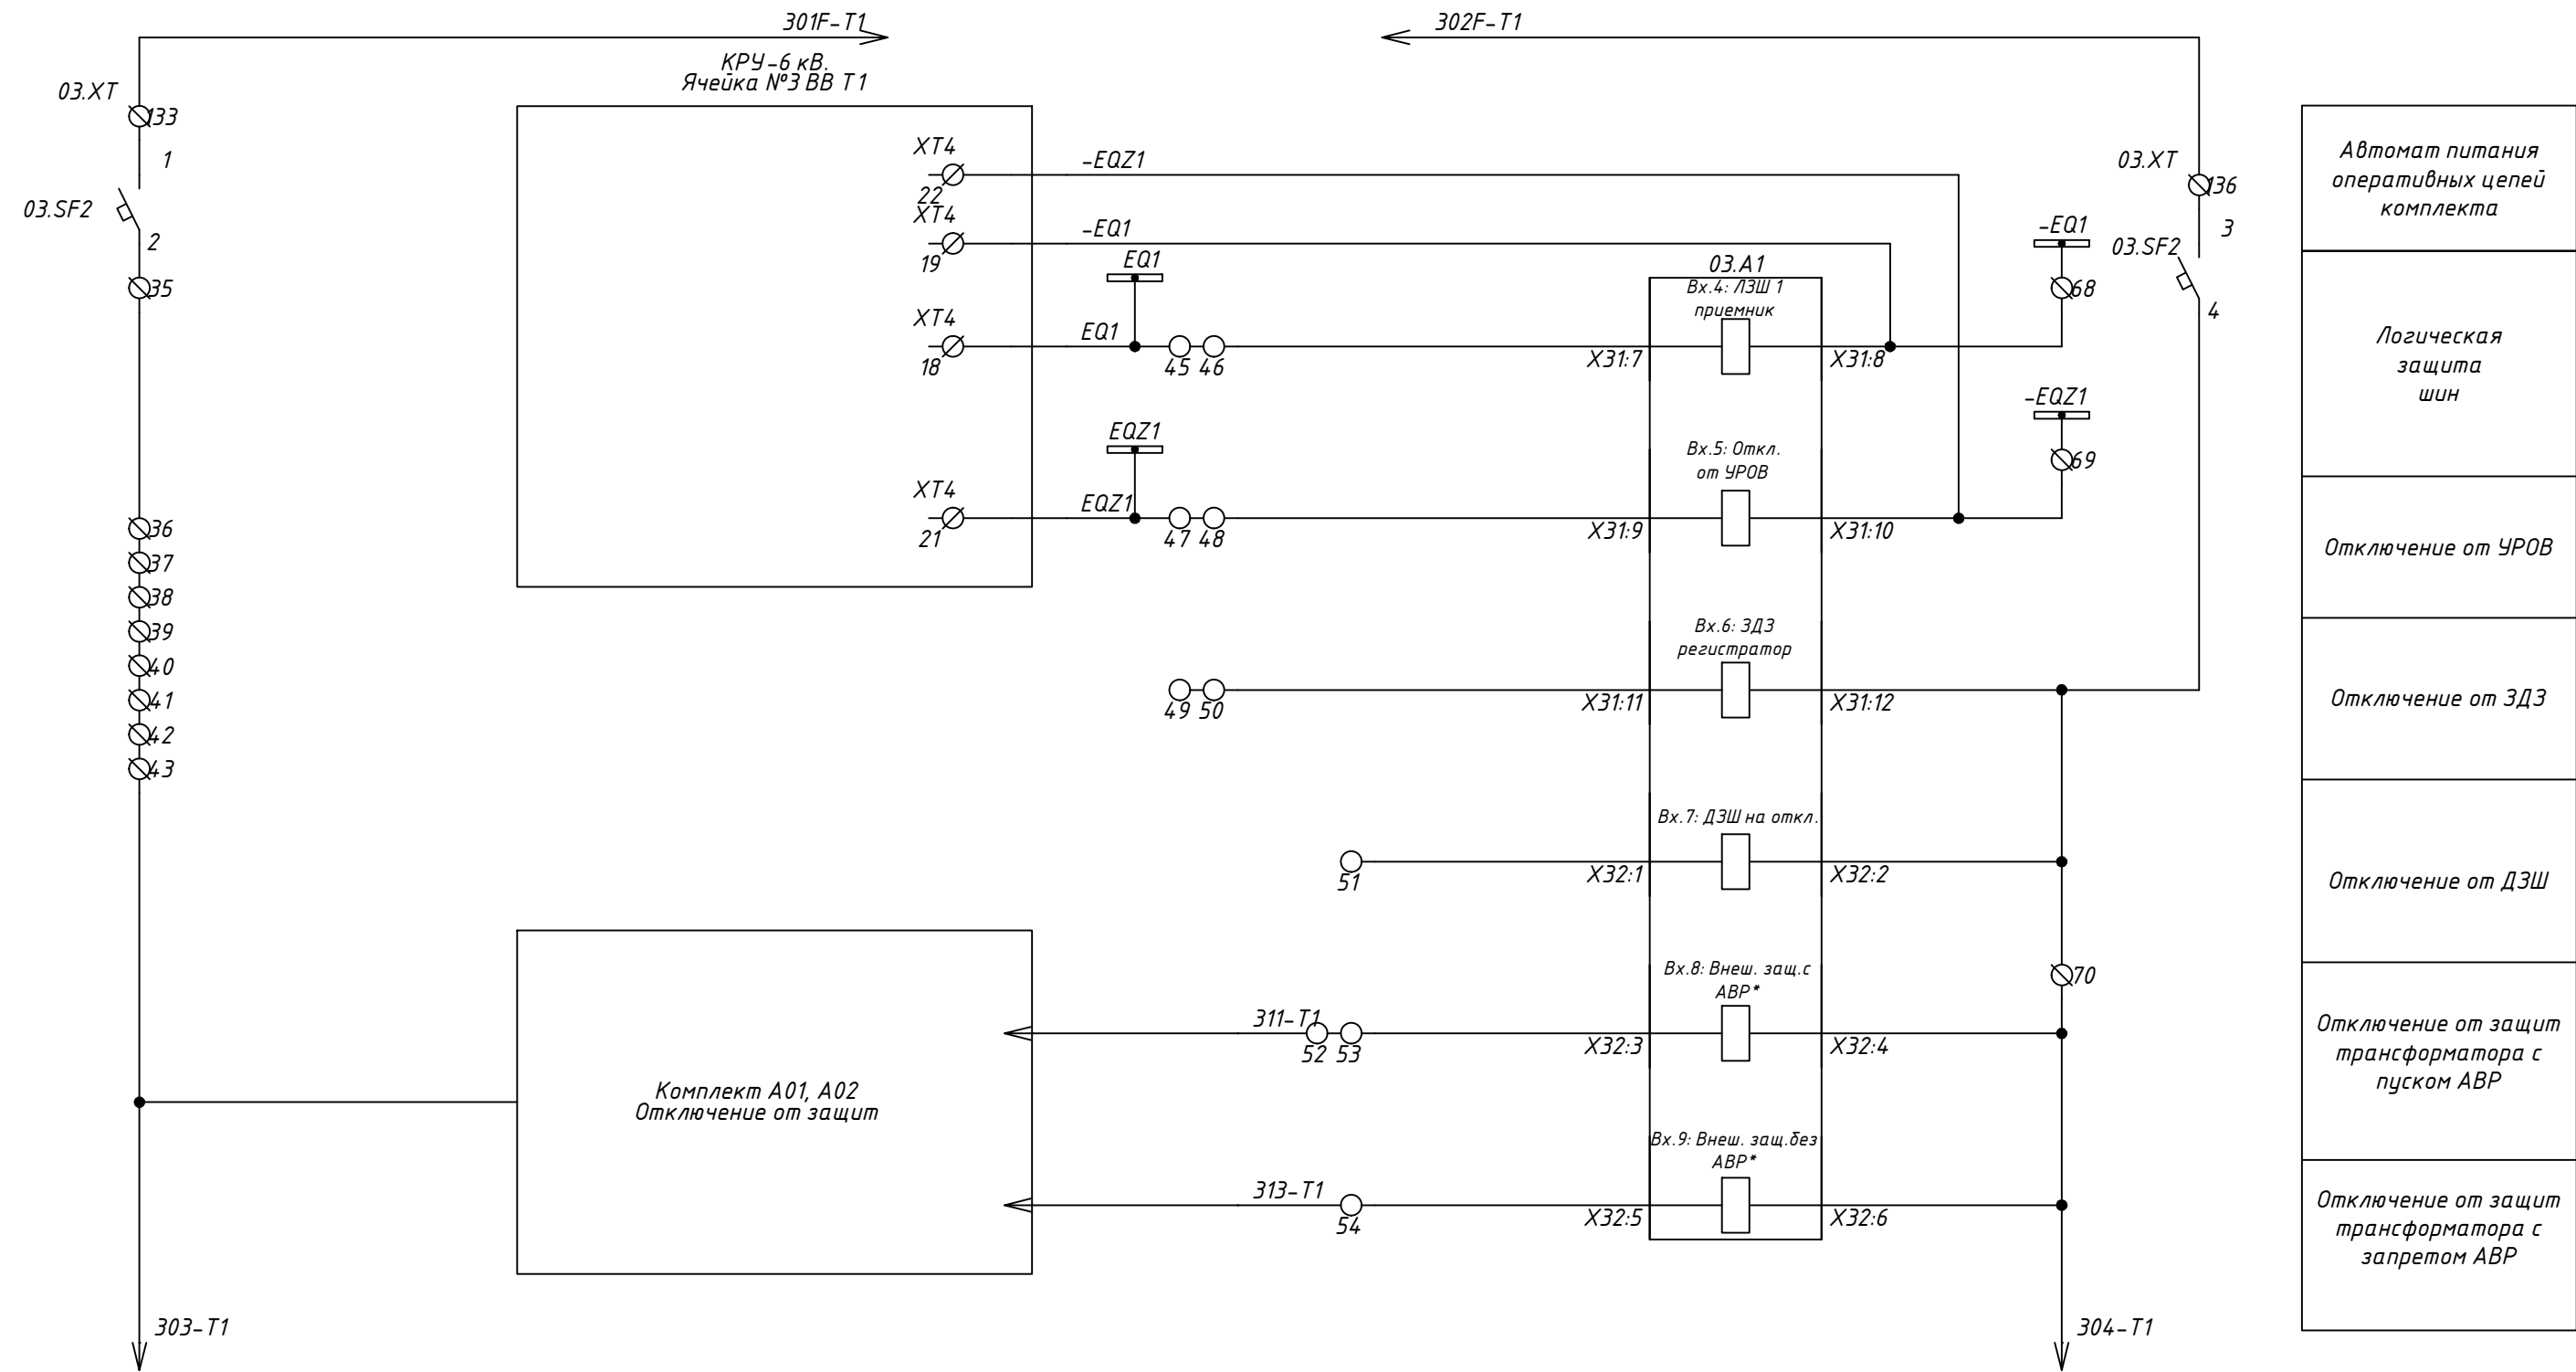 301F-T1
302F-T1
КРУ-6 кВ.
Ячейка №3 ВВ Т1
03.XT
133
1
03.SF2
2
35
36
37
38
39
40
41
42
43
303-T1
XT4
22
-EQZ1
XT4
19
-EQ1
EQ1
XT4
18
EQ1
45 46
EQZ1
XT4
21
EQZ1
47 48
49 50
51
Комплект А01, А02
Отключение от защит
311-T1
52 53
313-T1
54
03.A1
Вх.4: ЛЗШ 1
приемник
X31:7
X31:8
Вх.5: Откл.
от УРОВ
X31:9
X31:10
Вх.6: ЗДЗ
регистратор
X31:11
X31:12
Вх.7: ДЗШ на откл.
X32:1
X32:2
Вх.8: Внеш. защ.с
АВР*
X32:3
X32:4
Вх.9: Внеш. защ.без
АВР*
X32:5
X32:6
-EQ1
68
-EQZ1
69
70
304-T1
03.XT
136
3
03.SF2
4
Автомат питания
оперативных цепей
комплекта
Логическая
защита
шин
Отключение от УРОВ
Отключение от ЗДЗ
Отключение от ДЗШ
Отключение от защит
трансформатора с
пуском АВР
Отключение от защит
трансформатора с
запретом АВР